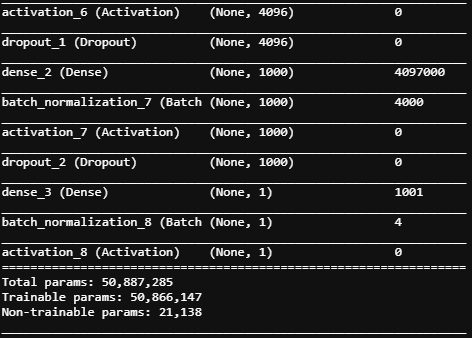 activation_6 (Activation) (None, 4096) 0
dropout_1 (Dropout) (None, 4096) 0
dense_2 (Dense) (None, 1000) 4097000
batch_normalization_7 (Batch (None, 1000) 4000
activation_7 (Activation) (None, 1000) 0
dropout_2 (Dropout) (None, 1000) 0
dense_3 (Dense) (None, 1) 1001
batch_normalization_8 (Batch (None, 1) 4
activation_8 (Activation) (None, 1) 0
Total params: 50,887,285
Trainable params: 50,866,147
Non-trainable params: 21,138